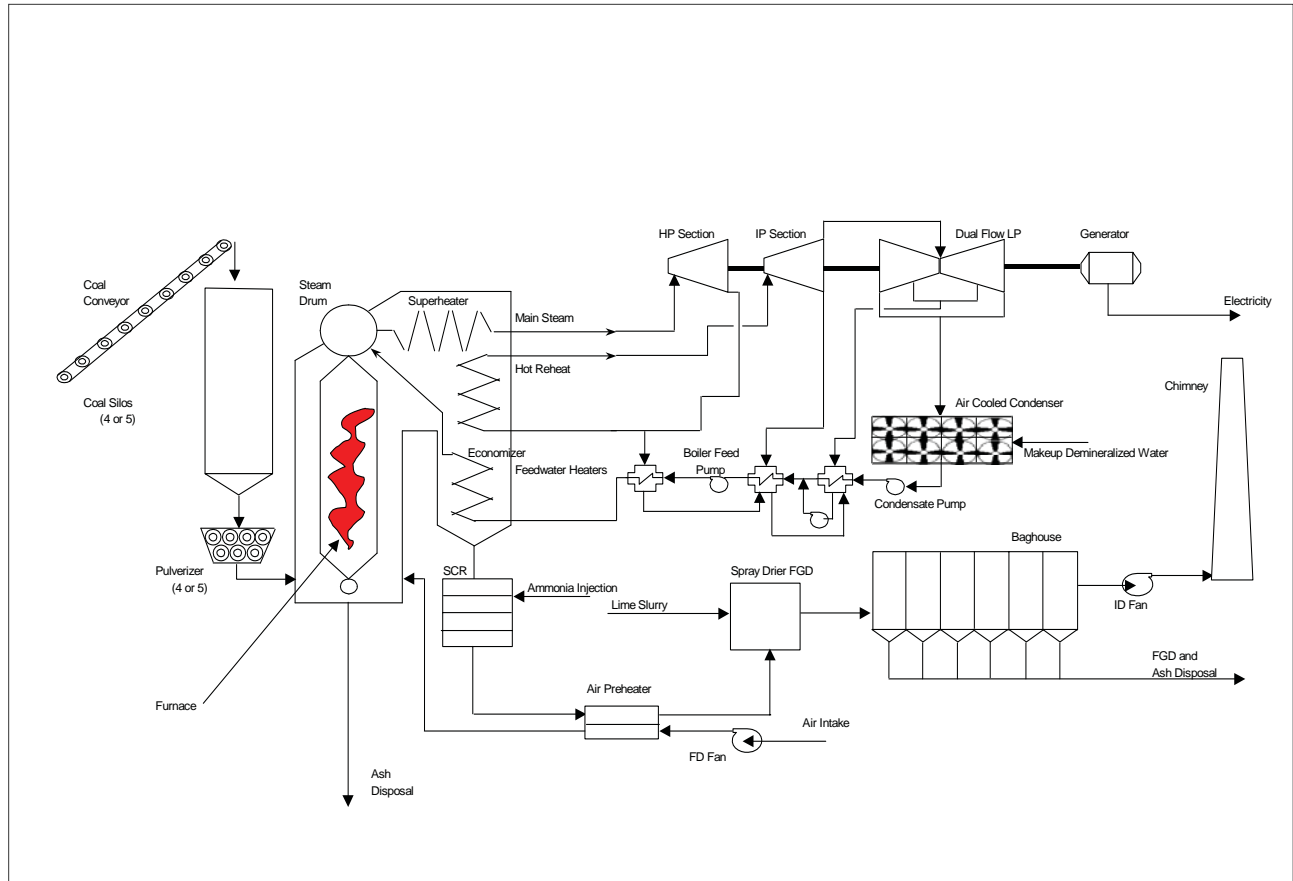 HP Section
IP Section
Dual Flow LP
Generator
Coal
Conveyor
Steam
Drum
Superheater
Main Steam
Electricity
Hot Reheat
Chimney
Coal Silos
(4 or 5)
Air Cooled Condenser
Economizer
Boiler Feed
Pump
Makeup Demineralized Water
Feedwater Heaters
Condensate Pump
Baghouse
Pulverizer
(4 or 5)
SCR
Spray Drier FGD
Ammonia Injection
Lime Slurry
ID Fan
FGD and
Ash Disposal
Furnace
Air Preheater
Air Intake
FD Fan
Ash
Disposal